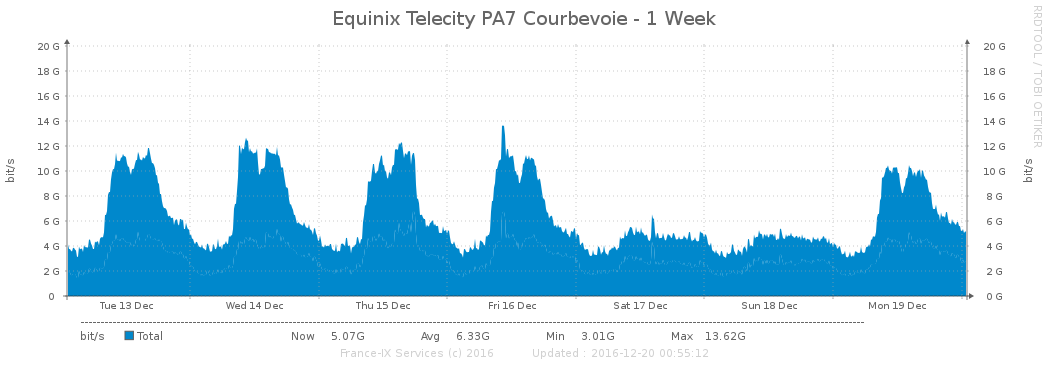 Equinix Telecity PA7 Courbevoie - 1 Week
RRDTOOL / TOBI OETIKER
bit/s
20 G 20 G
18 G 18 G
16 G 16 G
14 G 14 G
12 G 12 G
10 G 10 G
8 G 8 G
6 G 6 G
4 G 4 G
2 G 2 G
0 0 G
bit/s
Tue 13 Dec Wed 14 Dec Thu 15 Dec Fri 16 Dec Sat 17 Dec Sun 18 Dec Mon 19 Dec
bit/s Total Now 5.07G Avg 6.33G Min 3.01G Max 13.62G
France-IX Services (c) 2016 Updated : 2016-12-20 00:55:12